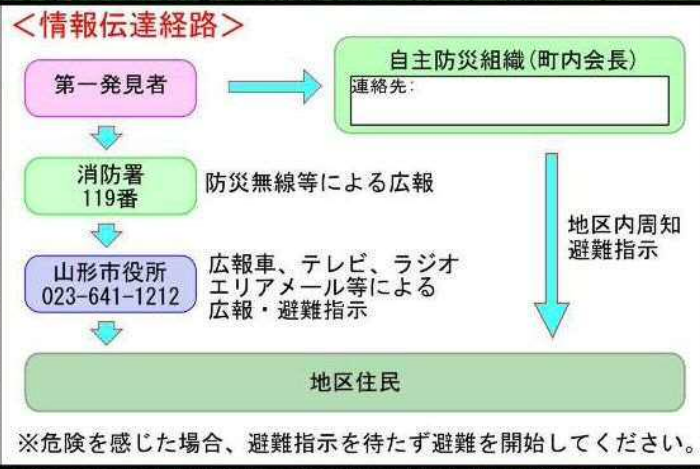 ＜情報伝達経路＞
第一発見者
自主防災組織(町内会長)
連絡先:
消防署
119番
防災無線等による広報
地区内周知
避難指示
山形市役所
023-641-1212
広報車、テレビ、ラジオ
エリアメール等による
広報・避難指示
地区住民
※危険を感じた場合、避難指示を待たず避難を開始してください。